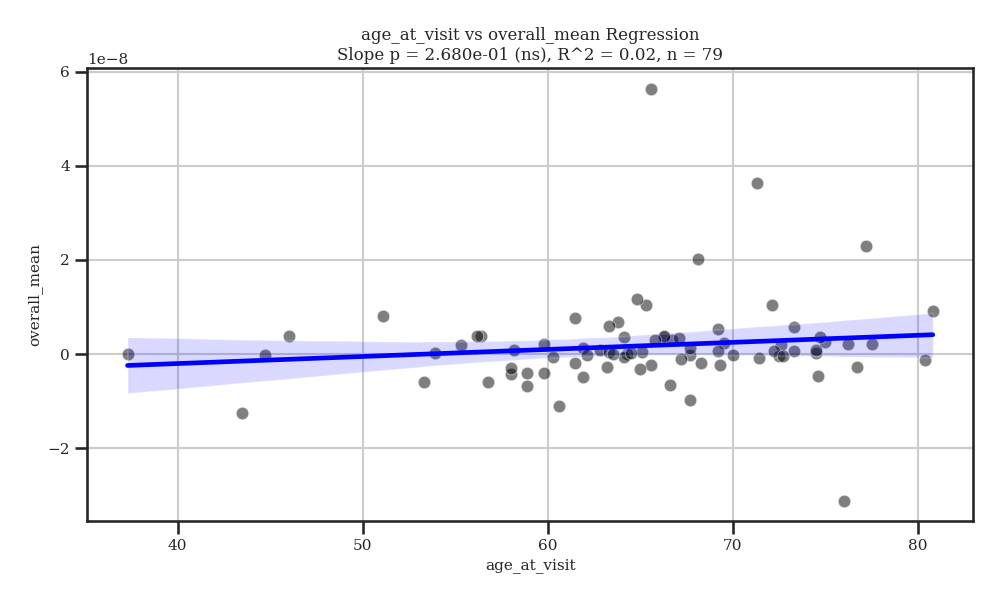 age_at_visit vs overall_mean Regression
Slope p = 2.680e-01 (ns), R^2 = 0.02, n = 79
1e−8
6
4
2
0
−2
overall_mean
40 50 60 70 80
age_at_visit